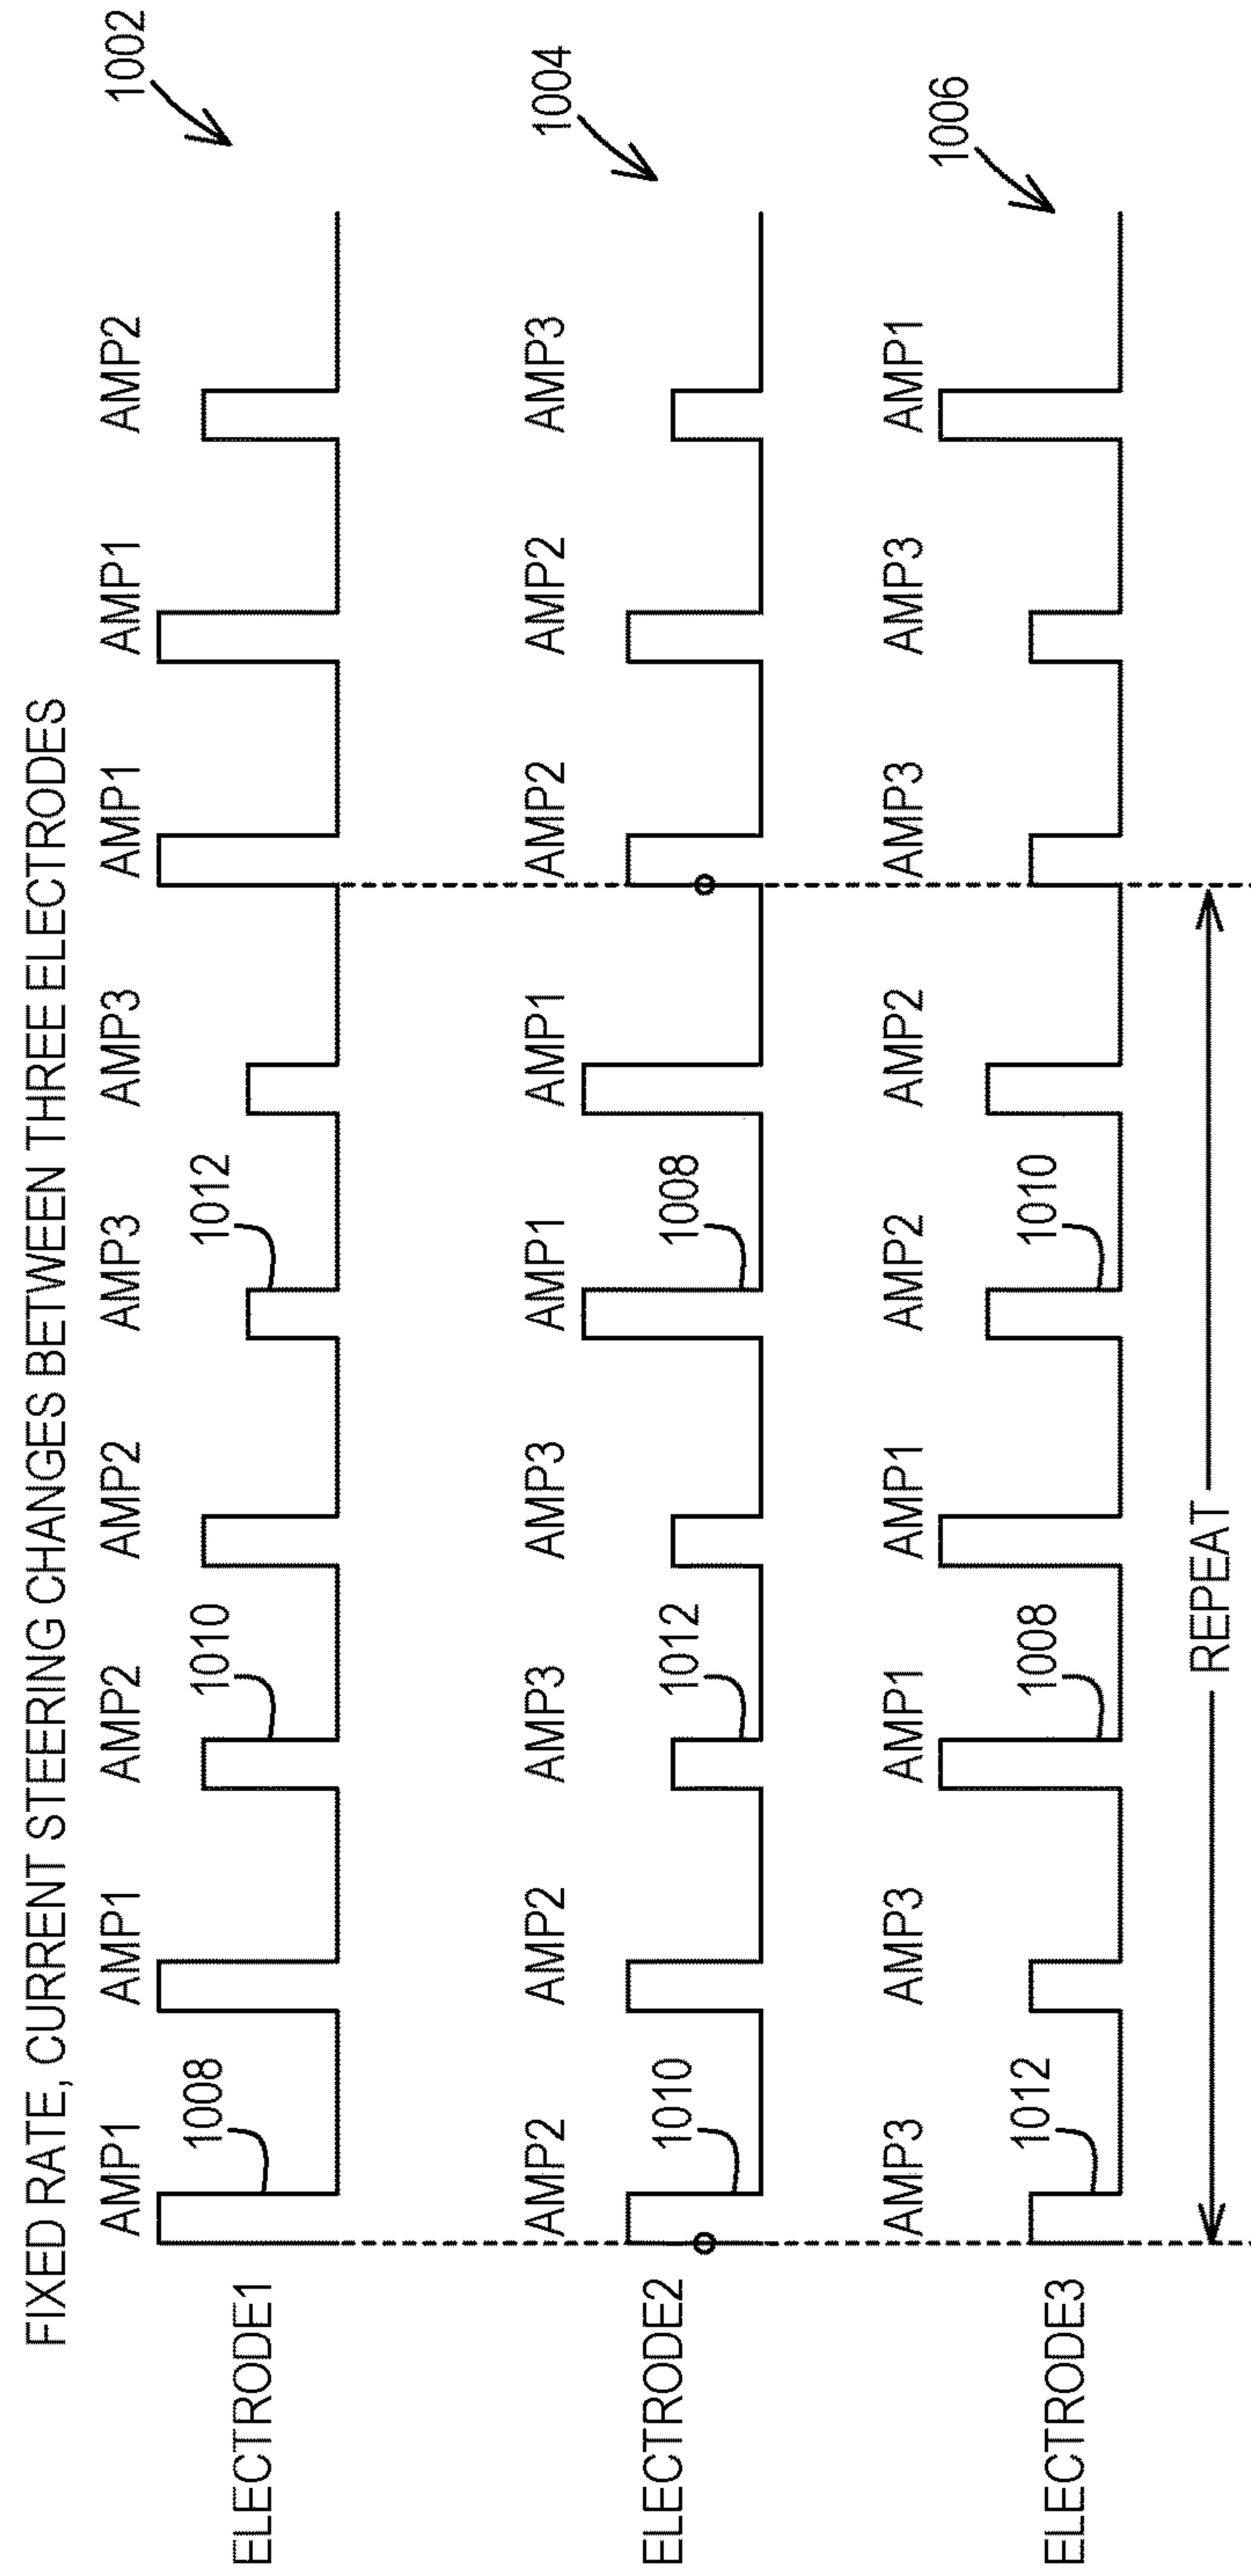 FIXED RATE, CURRENT STEERING CHANGES BETWEEN THREE ELECTRODES
1002
AMP1 AMP1 AMP2 AMP2 AMP3 AMP3 AMP1 AMP1 AMP2
1008 1010 1012
ELECTRODE1
1004
AMP2 AMP2 AMP3 AMP3 AMP1 AMP1 AMP2 AMP2 AMP3
1010 1012 1008
ELECTRODE2
1006
AMP3 AMP3 AMP1 AMP1 AMP2 AMP2 AMP3 AMP3 AMP1
1012 1008 1010
ELECTRODE3
REPEAT